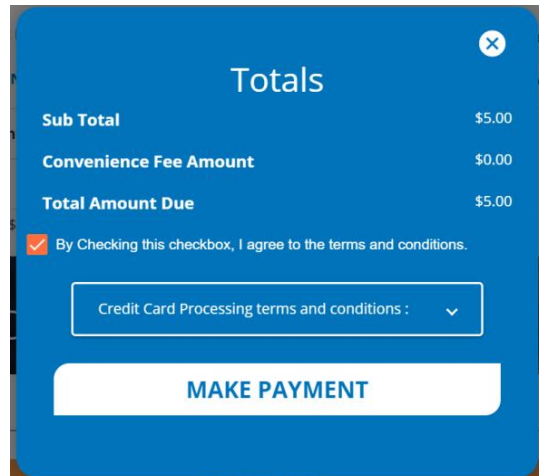 Totals
Sub Total $5.00
Convenience Fee Amount $0.00
Total Amount Due $5.00
By Checking this checkbox, I agree to the terms and conditions.
Credit Card Processing terms and conditions :
MAKE PAYMENT